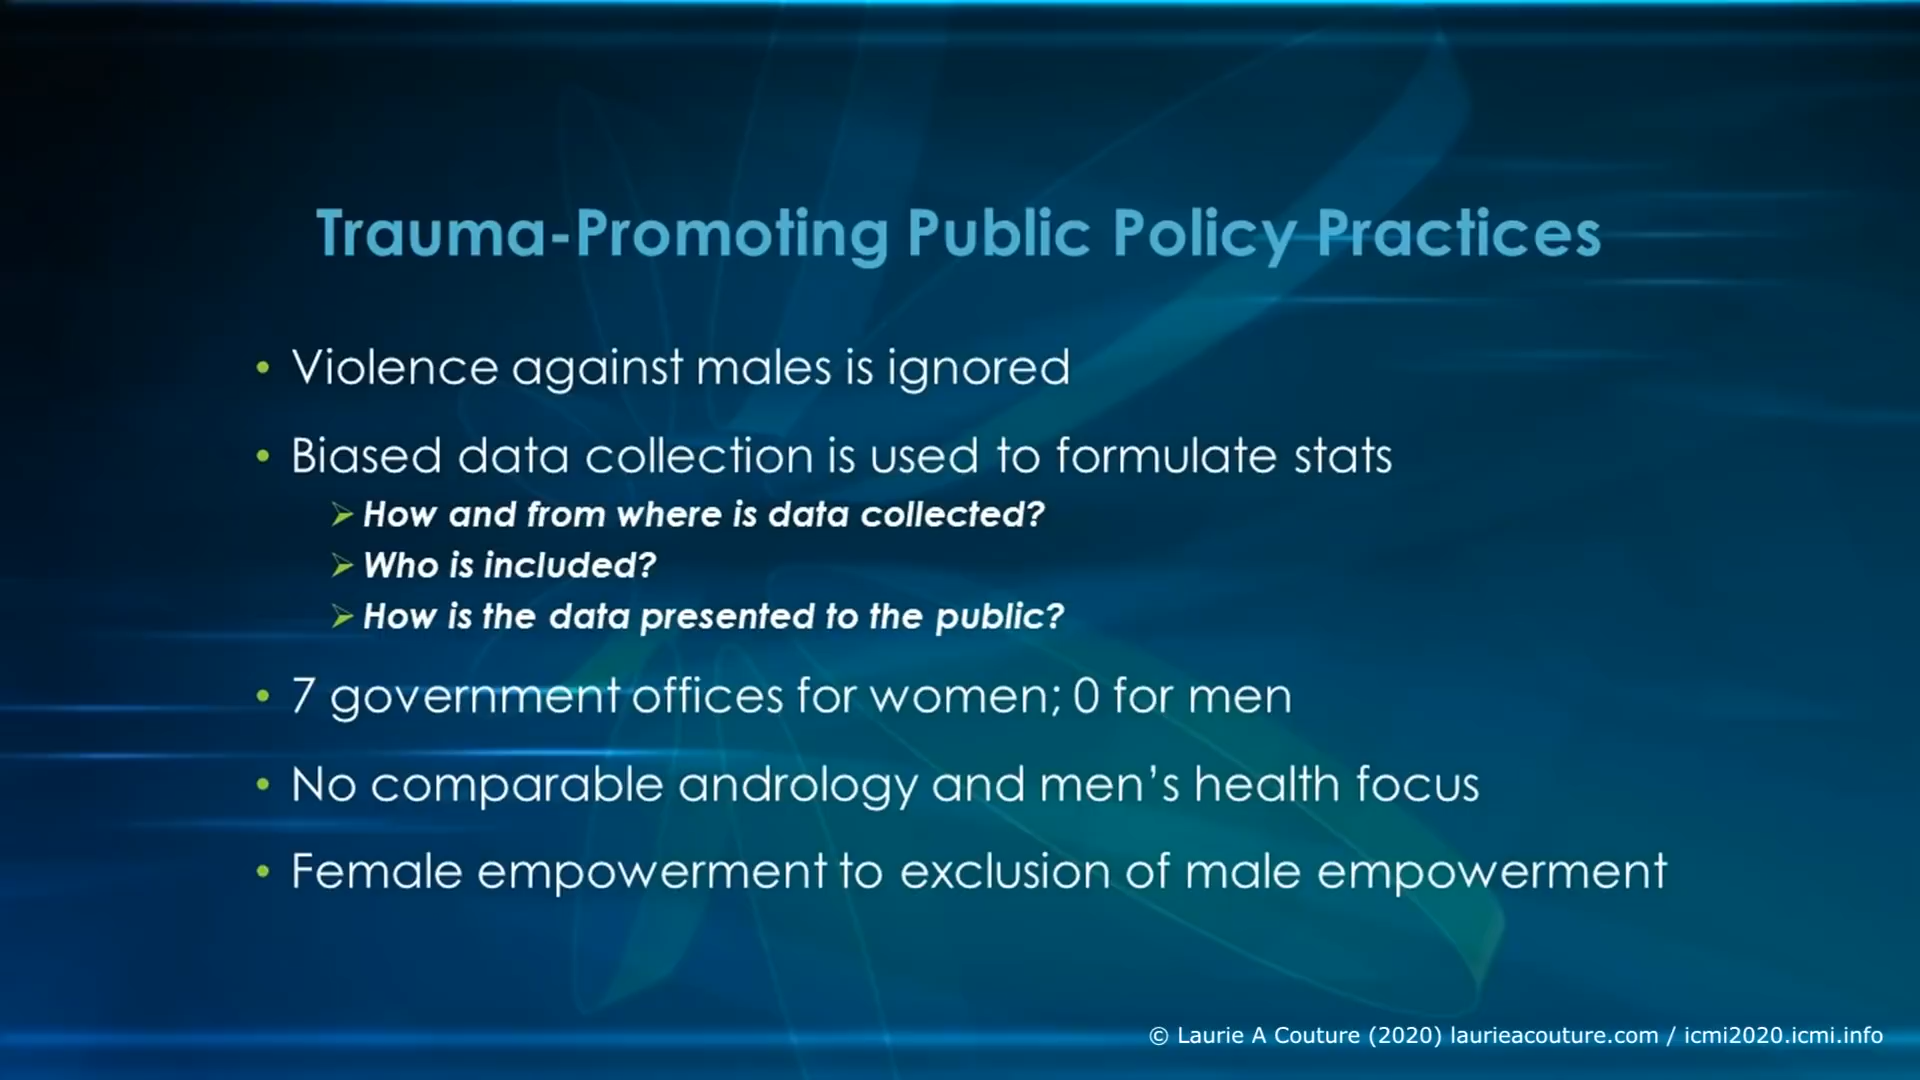 Trauma-Promoting Public Policy Practices
• Violence against males is ignored
• Biased data collection is used to formulate stats
➢ How and from where is data collected?
➢ Who is included?
➢ How is the data presented to the public?
• 7 government offices for women; 0 for men
• No comparable andrology and men’s health focus
• Female empowerment to exclusion of male empowerment
© Laurie A Couture (2020) laurieacouture.com / icmi2020.icmi.info